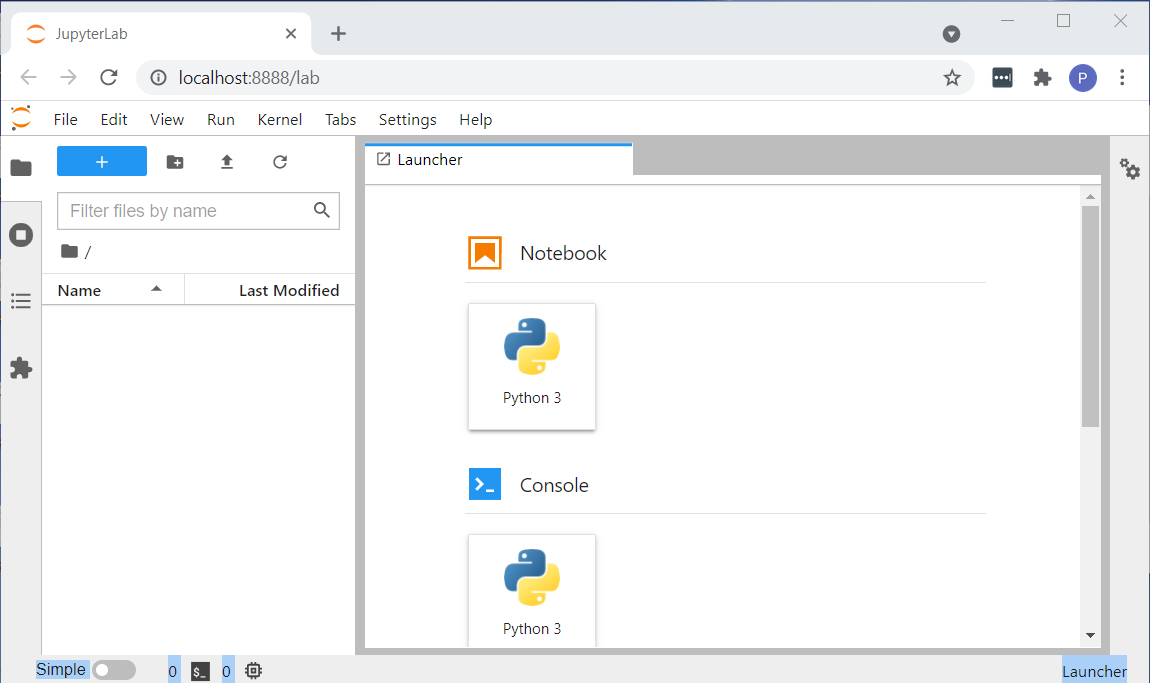 JupyterLab
localhost:8888/lab
P
File Edit View Run Kernel Tabs Settings Help
Launcher
Filter files by name
/
Name Last Modified
Notebook
Python 3
Console
Python 3
Simple 0 $_ 0 Launcher